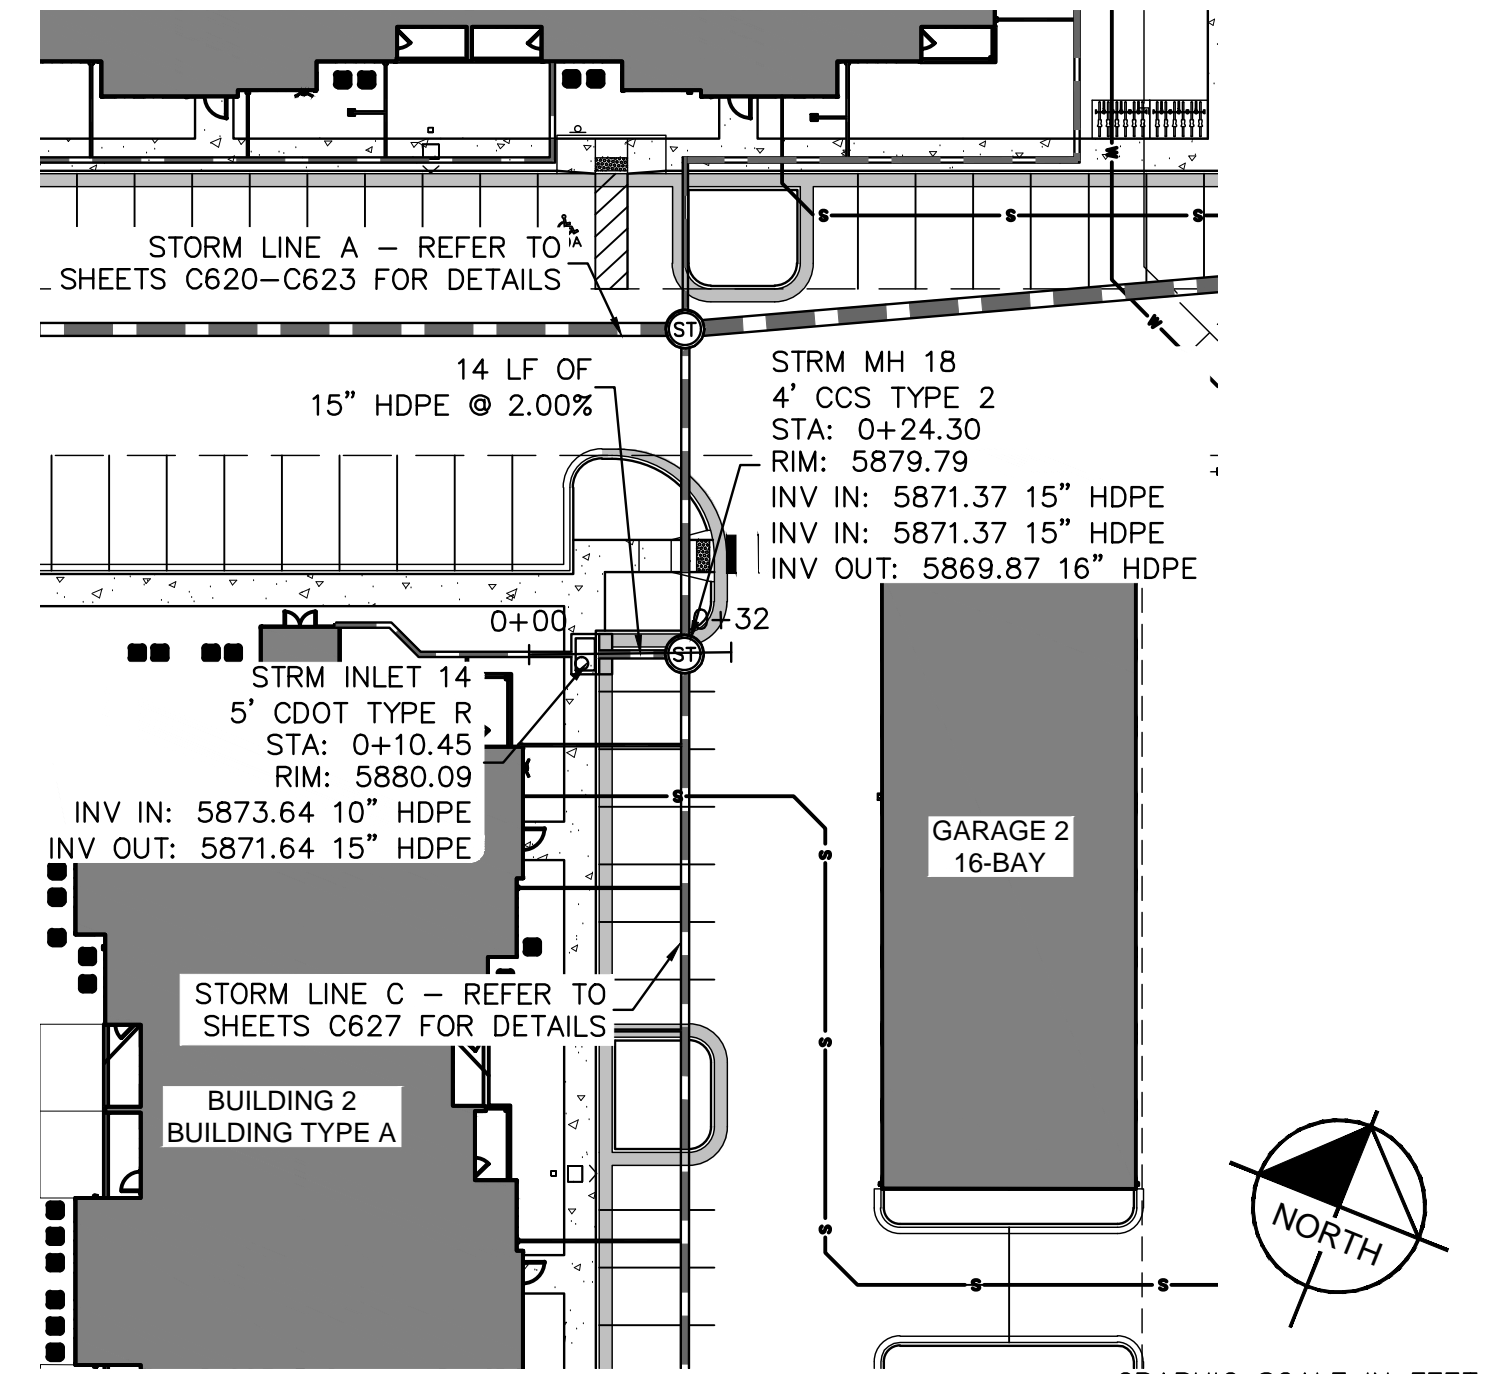 STORM LINE A – REFER TO
SHEETS C620–C623 FOR DETAILS
S
S
S
W
W
ST
14 LF OF
15” HDPE @ 2.00%
STRM MH 18
4’ CCS TYPE 2
STA: 0+24.30
RIM: 5879.79
INV IN: 5871.37 15” HDPE
INV IN: 5871.37 15” HDPE
INV OUT: 5869.87 16” HDPE
0+00
0+32
ST
STRM INLET 14
5’ CDOT TYPE R
STA: 0+10.45
RIM: 5880.09
INV IN: 5873.64 10” HDPE
INV OUT: 5871.64 15” HDPE
S
S
GARAGE 2
16-BAY
STORM LINE C – REFER TO
SHEETS C627 FOR DETAILS
S
BUILDING 2
BUILDING TYPE A
S
S
S
NORTH